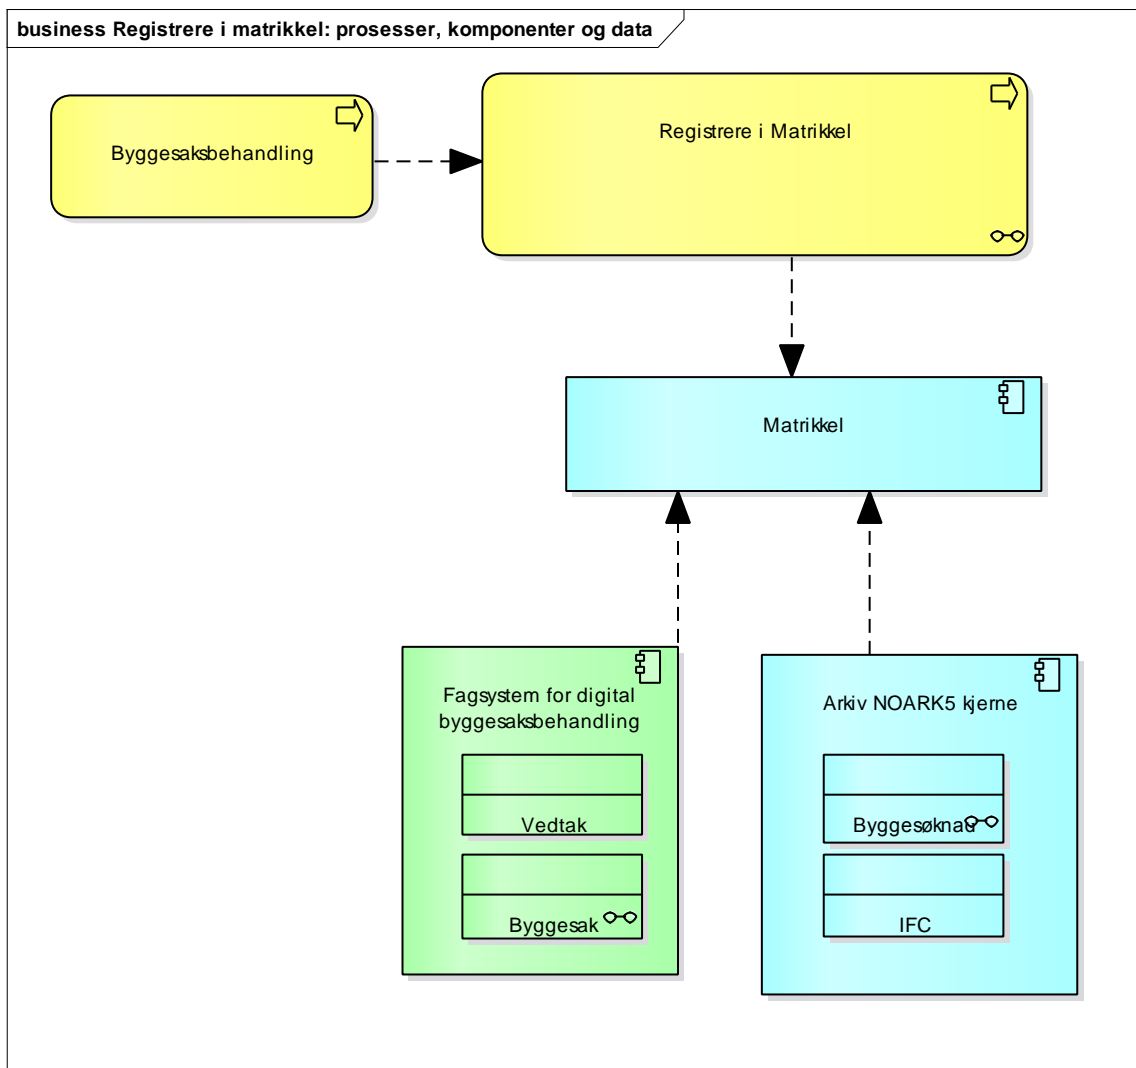 business Registrere i matrikkel: prosesser, komponenter og data
Byggesaksbehandling
Registrere i Matrikkel
Matrikkel
Fagsystem for digital
byggesaksbehandling
Vedtak
Byggesak
Arkiv NOARK5 kjerne
Byggesøknad
IFC